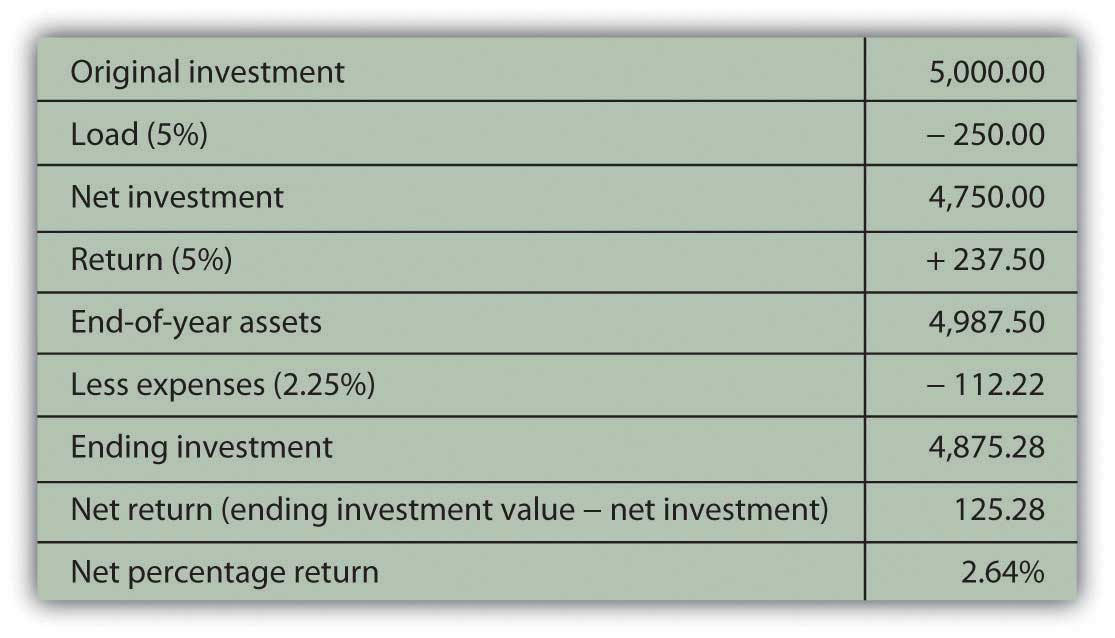 Original investment 5,000.00
Load (5%) − 250.00
Net investment 4,750.00
Return (5%) + 237.50
End-of-year assets 4,987.50
Less expenses (2.25%) − 112.22
Ending investment 4,875.28
Net return (ending investment value − net investment) 125.28
Net percentage return 2.64%